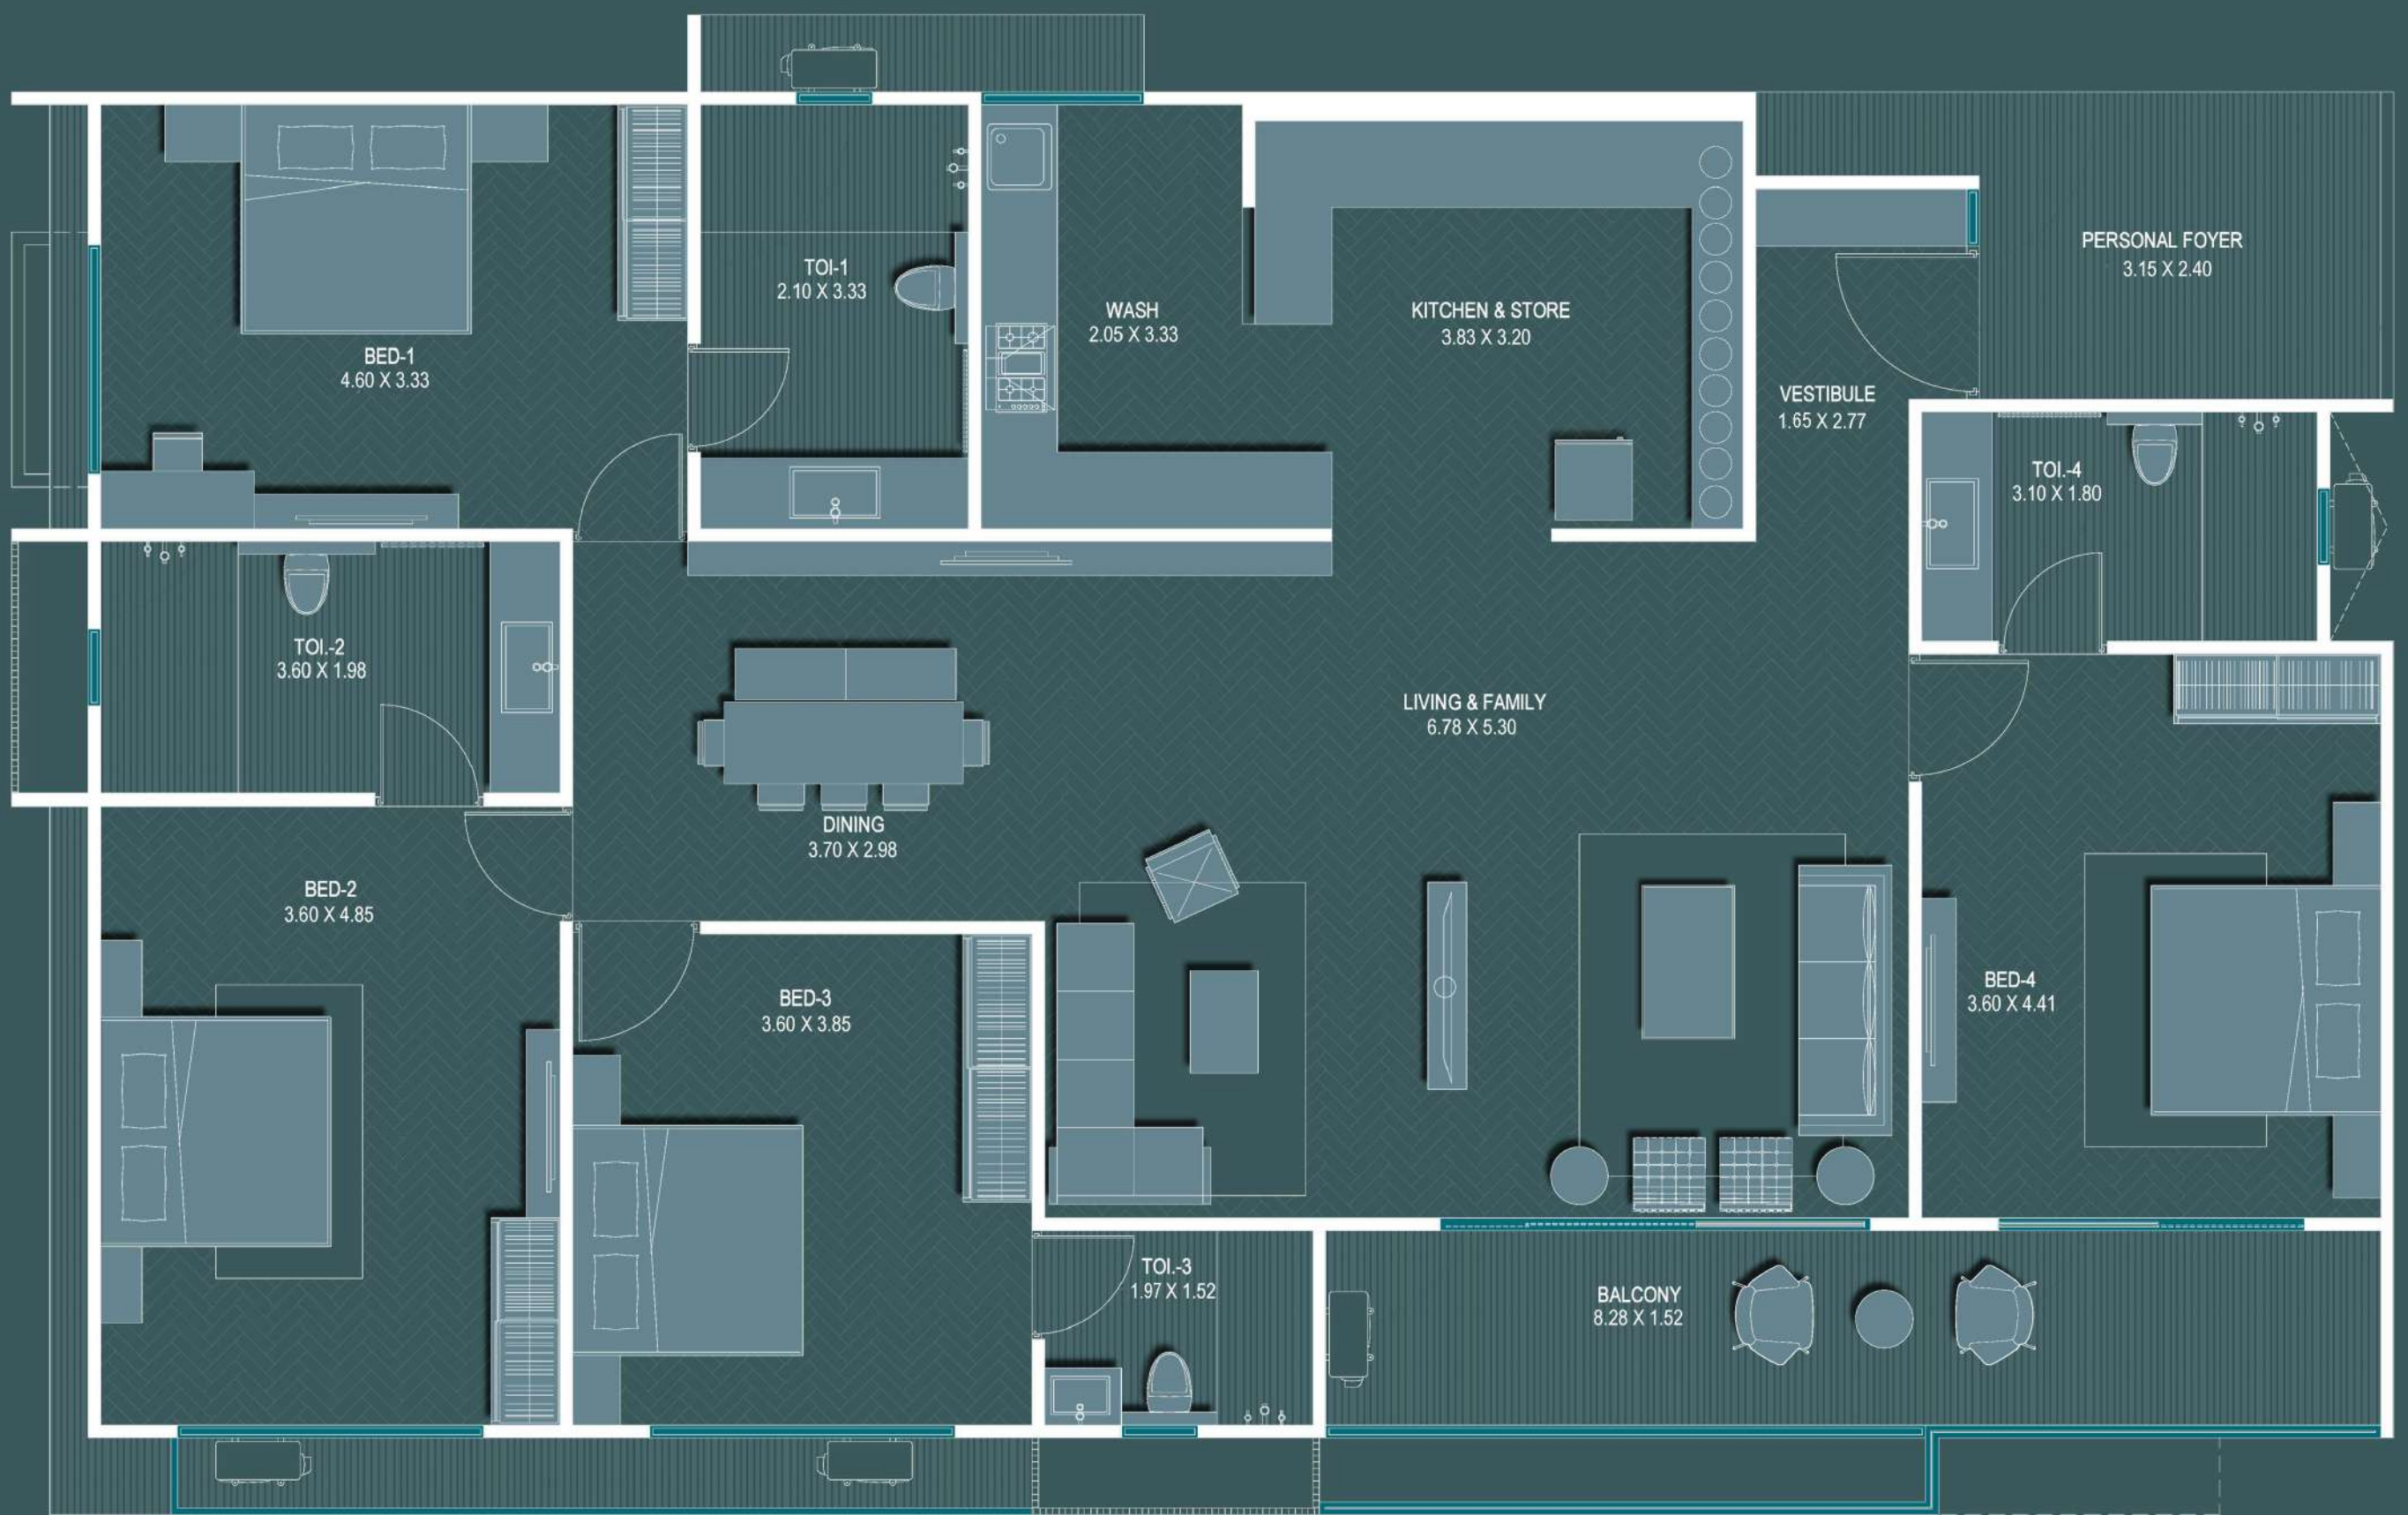 TOI-1
2.10 X 3.33
PERSONAL FOYER
3.15 X 2.40
WASH
2.05 X 3.33
KITCHEN & STORE
3.83 X 3.20
BED-1
4.60 X 3.33
VESTIBULE
1.65 X 2.77
TOI.-4
3.10 X 1.80
TOI.-2
3.60 X 1.98
LIVING & FAMILY
6.78 X 5.30
DINING
3.70 X 2.98
BED-2
3.60 X 4.85
BED-3
3.60 X 3.85
BED-4
3.60 X 4.41
TOI.-3
1.97 X 1.52
BALCONY
8.28 X 1.52